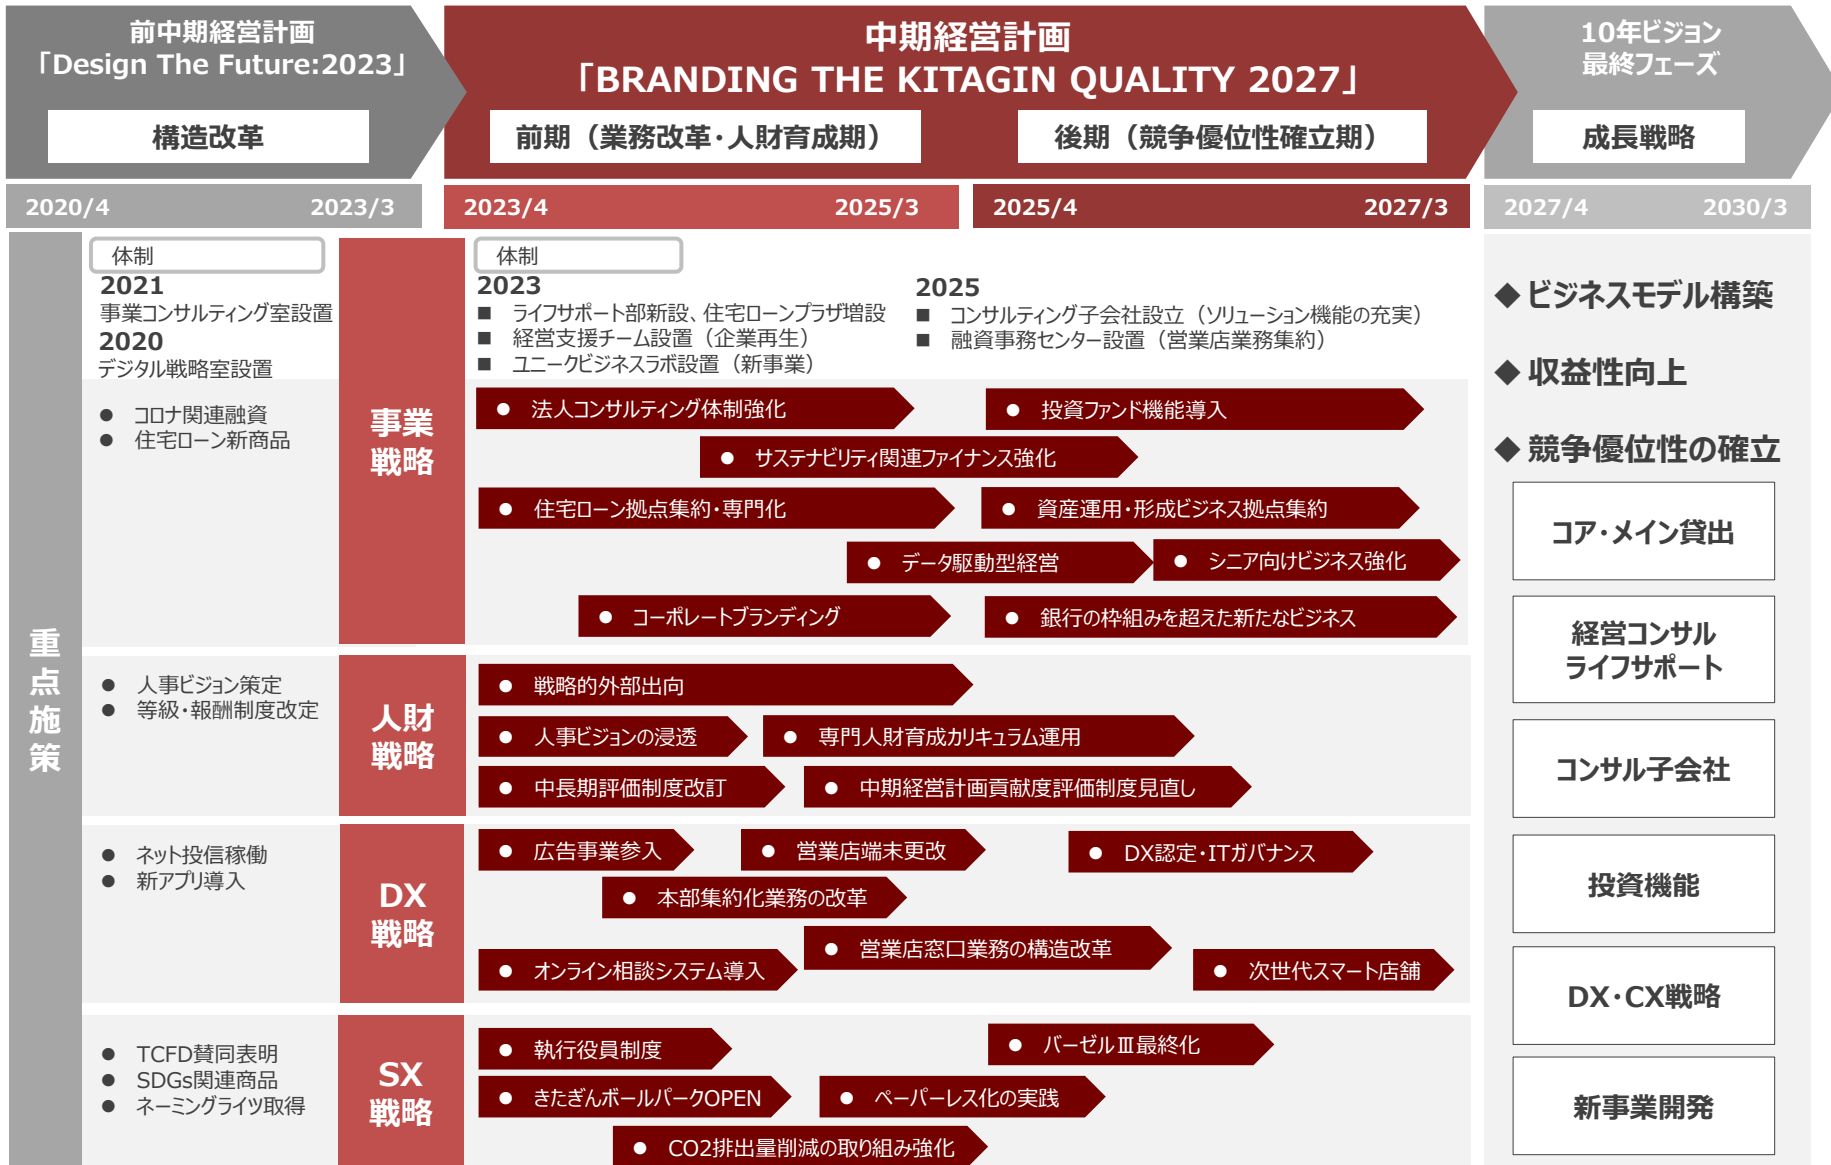 前中期経営計画
「Design The Future:2023」
構造改革
中期経営計画
「BRANDING THE KITAGIN QUALITY 2027」
前期（業務改革・人財育成期）
後期（競争優位性確立期）
10年ビジョン
最終フェーズ
成長戦略
2020/4
2023/3
2023/4
2025/3
2025/4
2027/3
2027/4
2030/3
重点施策
体制
2021
事業コンサルティング室設置
2020
デジタル戦略室設置
体制
2023
■ ライフサポート部新設、住宅ローンプラザ増設
■ 経営支援チーム設置（企業再生）
■ ユニークビジネスラボ設置（新事業）
2025
■ コンサルティング子会社設立（ソリューション機能の充実）
■ 融資事務センター設置（営業店業務集約）
● コロナ関連融資
● 住宅ローン新商品
事業
戦略
● 法人コンサルティング体制強化
● 投資ファンド機能導入
● サステナビリティ関連ファイナンス強化
● 住宅ローン拠点集約・専門化
● 資産運用・形成ビジネス拠点集約
● データ駆動型経営
● シニア向けビジネス強化
● コーポレートブランディング
● 銀行の枠組みを超えた新たなビジネス
● 人事ビジョン策定
● 等級・報酬制度改定
人財
戦略
● 戦略的外部出向
● 人事ビジョンの浸透
● 専門人財育成カリキュラム運用
● 中長期評価制度改訂
● 中期経営計画貢献度評価制度見直し
● ネット投信稼働
● 新アプリ導入
DX
戦略
● 広告事業参入
● 営業店端末更改
● DX認定・ITガバナンス
● 本部集約化業務の改革
● 営業店窓口業務の構造改革
● オンライン相談システム導入
● 次世代スマート店舗
● TCFD賛同表明
● SDGs関連商品
● ネーミングライツ取得
SX
戦略
● 執行役員制度
● バーゼルⅢ最終化
● きたぎんボールパークOPEN
● ペーパーレス化の実践
● CO2排出量削減の取り組み強化
◆ ビジネスモデル構築
◆ 収益性向上
◆ 競争優位性の確立
コア・メイン貸出
経営コンサル
ライフサポート
コンサル子会社
投資機能
DX・CX戦略
新事業開発